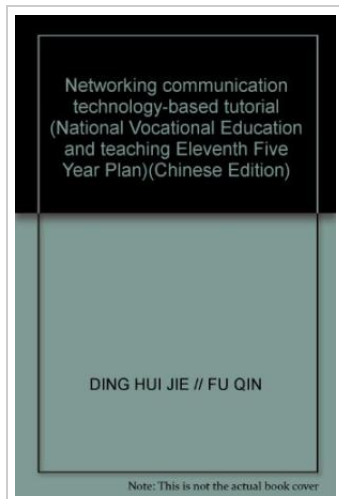 Networking communication
technology-based tutorial
(National Vocational Education
and teaching Eleventh Five
Year Plan)(Chinese Edition)
DING HUI JIE // FU QIN
Note: This is not the actual book cover